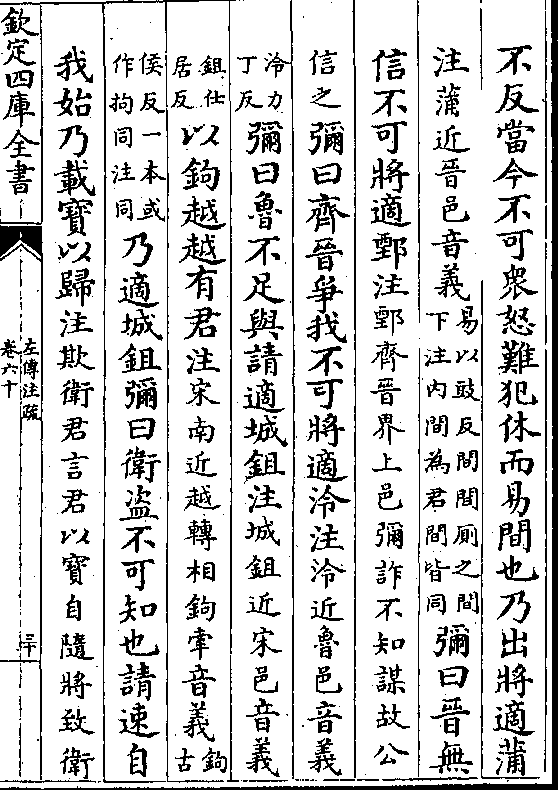 不反當今不可衆怒難犯休而易間也乃出將適蒲
注蒲近晉邑音義易以豉反間間厠之間下注内間為君間皆同彌曰晉無
信不可將適鄄注鄄齊晉界上邑彌詐不知謀故公
信之彌曰齊晉爭我不可將適泠注泠近魯邑音義
泠力丁反彌曰魯不足與請適城鉏注城鉏近宋邑音義
鉏仕居反以鉤越越有君注宋南近越轉相鉤牽音義鉤古
侯反一本或作拘同注同乃適城鉏彌曰衛盗不可知也請速自
我始乃載寶以歸注欺衛君言君以寶自隨將致衛
欽定四庫全書
左傳注疏
卷六十
三十